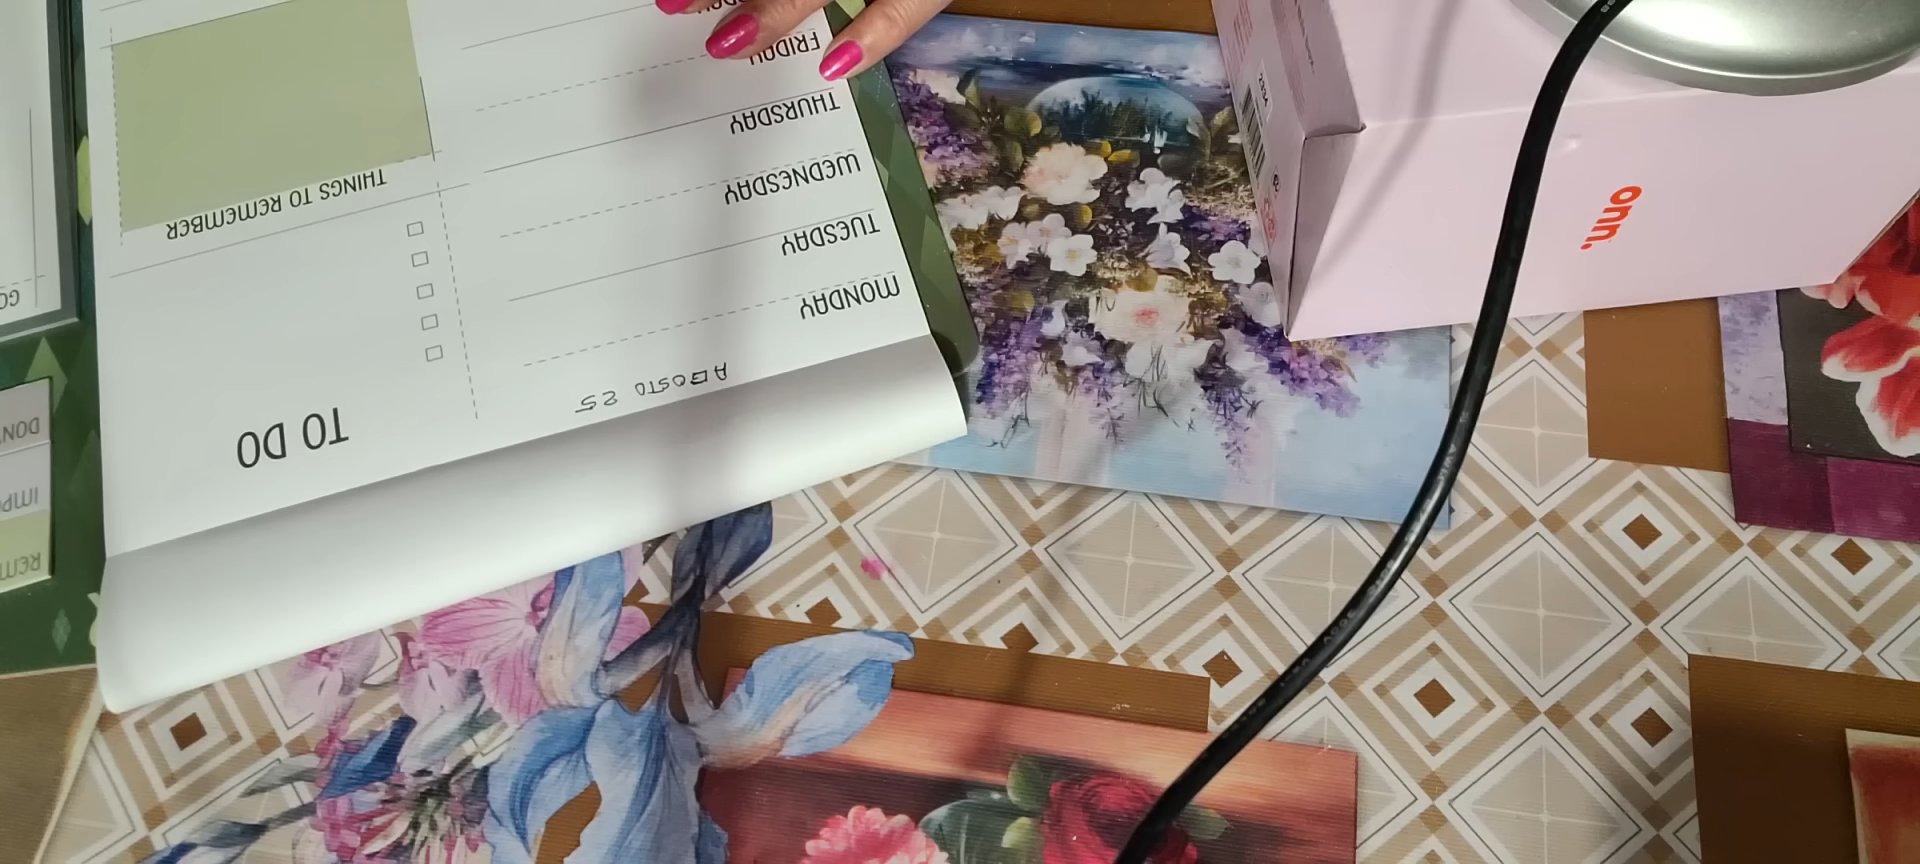 AGOSTO 25
MONDAY
TUESDAY
WEDNESDAY
THURSDAY
FRIDAY
TO DO
THINGS TO REMEMBER
onn.